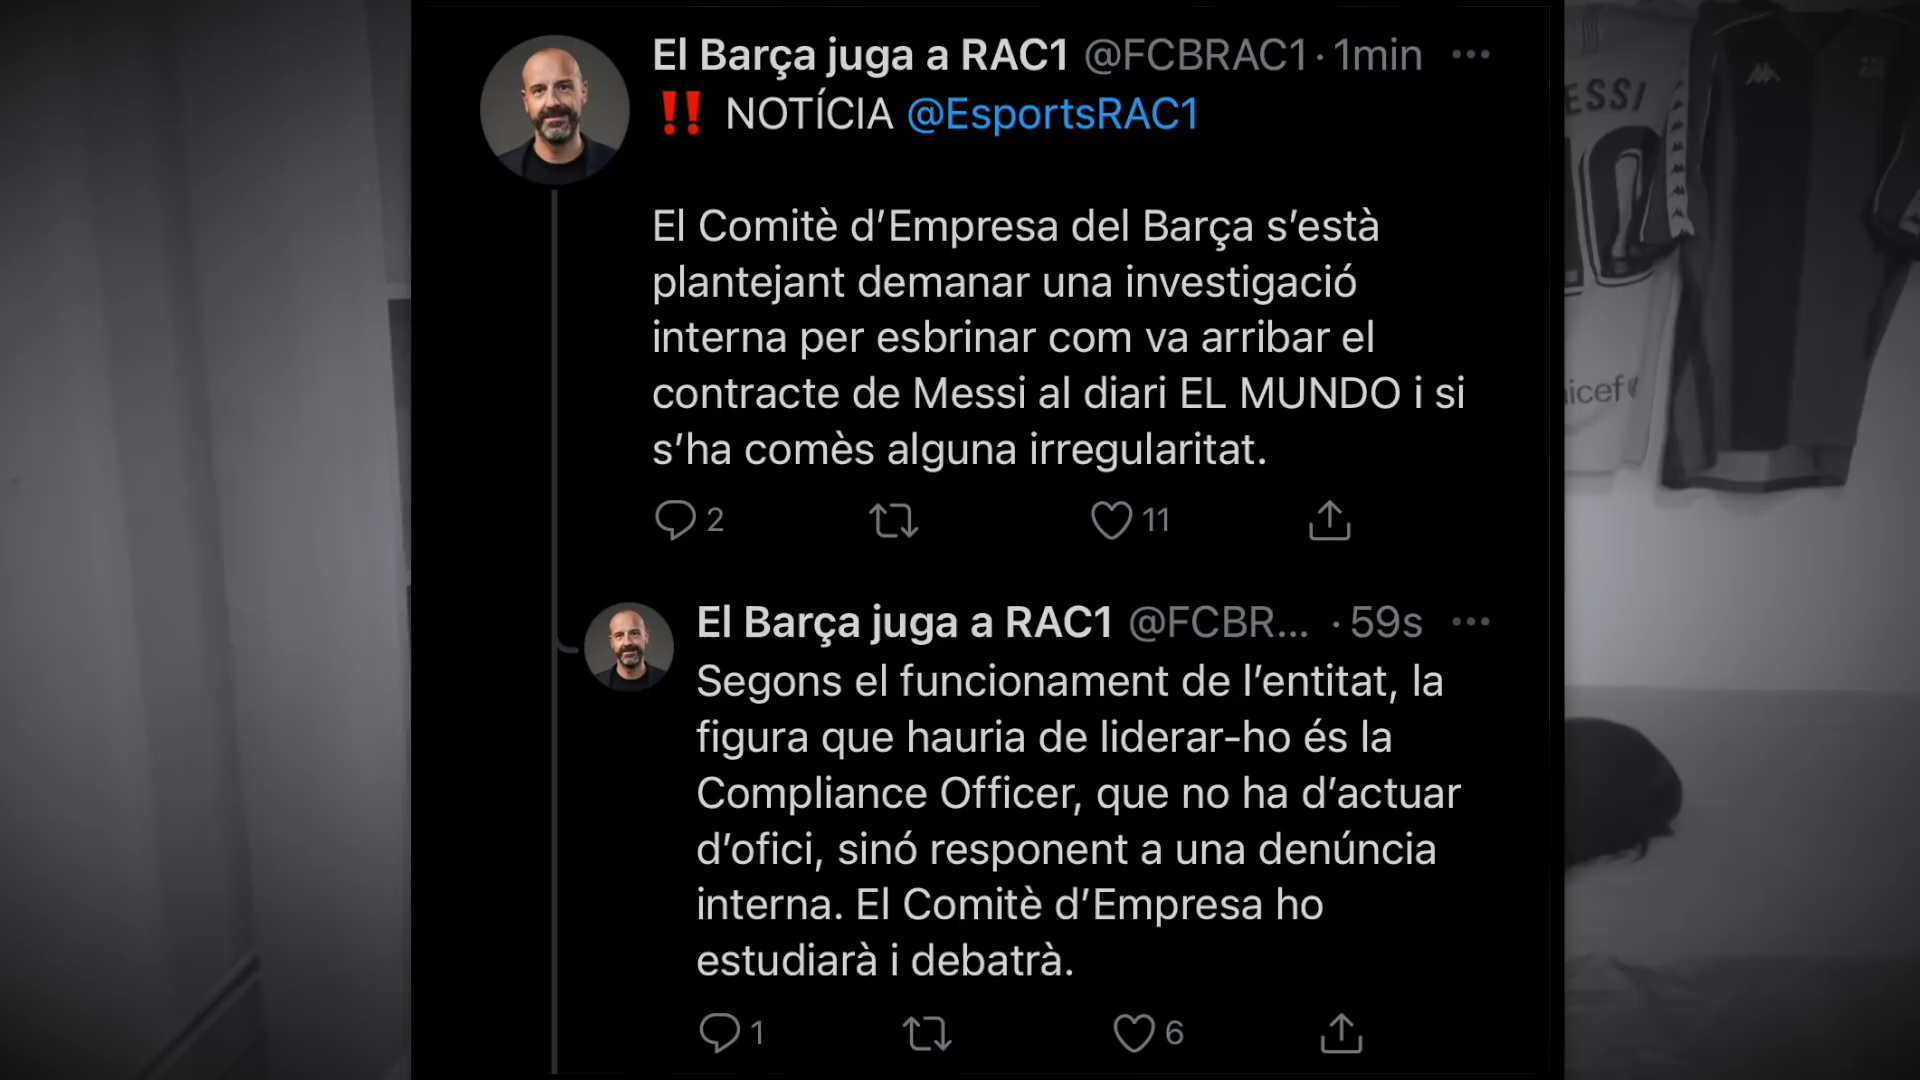 El Barça juga a RAC1 @FCBRAC1 · 1min
‼️ NOTÍCIA @EsportsRAC1
El Comitè d’Empresa del Barça s’està
plantejant demanar una investigació
interna per esbrinar com va arribar el
contracte de Messi al diari EL MUNDO i si
s’ha comès alguna irregularitat.
2 11
El Barça juga a RAC1 @FCBR... · 59s
Segons el funcionament de l’entitat, la
figura que hauria de liderar-ho és la
Compliance Officer, que no ha d’actuar
d’ofici, sinó responent a una denúncia
interna. El Comitè d’Empresa ho
estudiarà i debatrà.
1 6
ESSI
10
icef